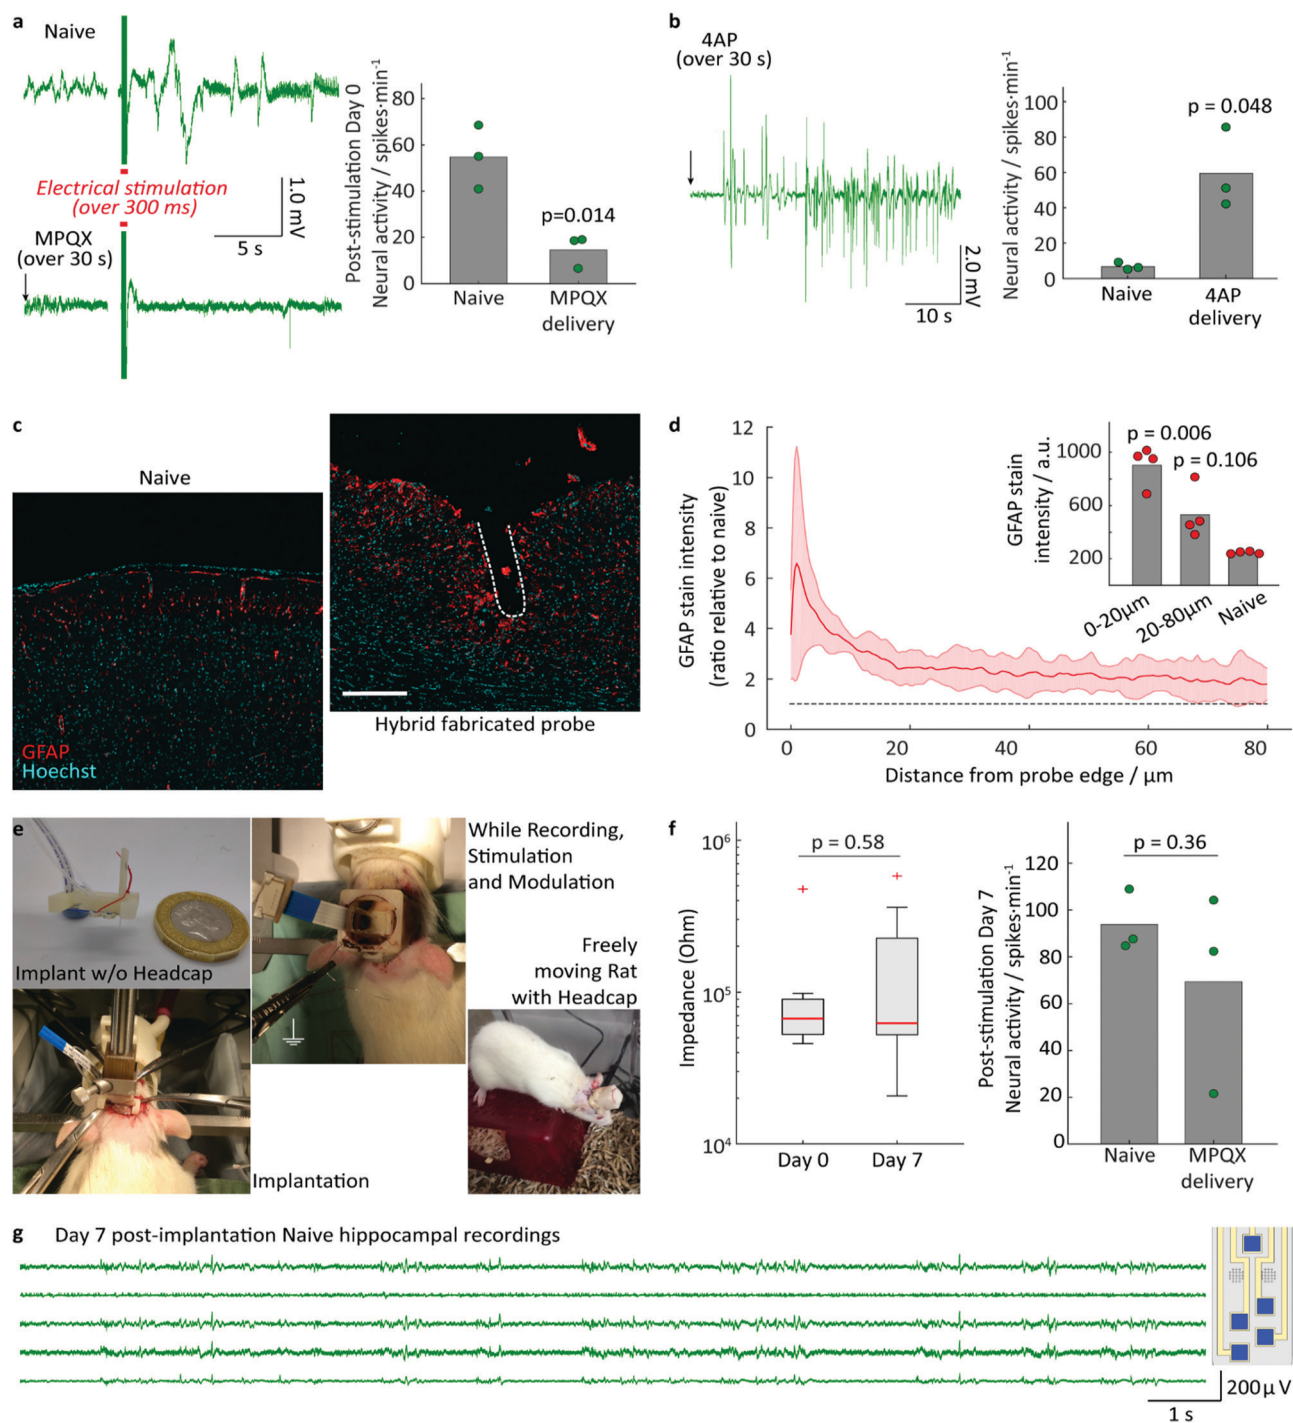 a
Naive
Electrical stimulation
(over 300 ms)
MPQX
(over 30 s)
1.0 mV
5 s
Post-stimulation Day 0
Neural activity / spikes·min⁻¹
80
60
40
20
0
p=0.014
Naive
MPQX
delivery
b
4AP
(over 30 s)
2.0 mV
10 s
Neural activity / spikes·min⁻¹
100
80
60
40
20
0
p = 0.048
Naive
4AP
delivery
c
Naive
GFAP
Hoechst
Hybrid fabricated probe
d
GFAP stain intensity
(ratio relative to naive)
12
10
8
6
4
2
0
0
20
40
60
80
Distance from probe edge / µm
GFAP stain
intensity / a.u.
1000
600
200
p = 0.006
p = 0.106
0-20µm
20-80µm
Naive
e
Implant w/o Headcap
While Recording,
Stimulation
and Modulation
Freely
moving Rat
with Headcap
Implantation
f
Impedance (Ohm)
10⁶
10⁵
10⁴
p = 0.58
Day 0
Day 7
Post-stimulation Day 7
Neural activity / spikes·min⁻¹
120
100
80
60
40
20
0
p = 0.36
Naive
MPQX
delivery
g
Day 7 post-implantation Naive hippocampal recordings
200µV
1 s